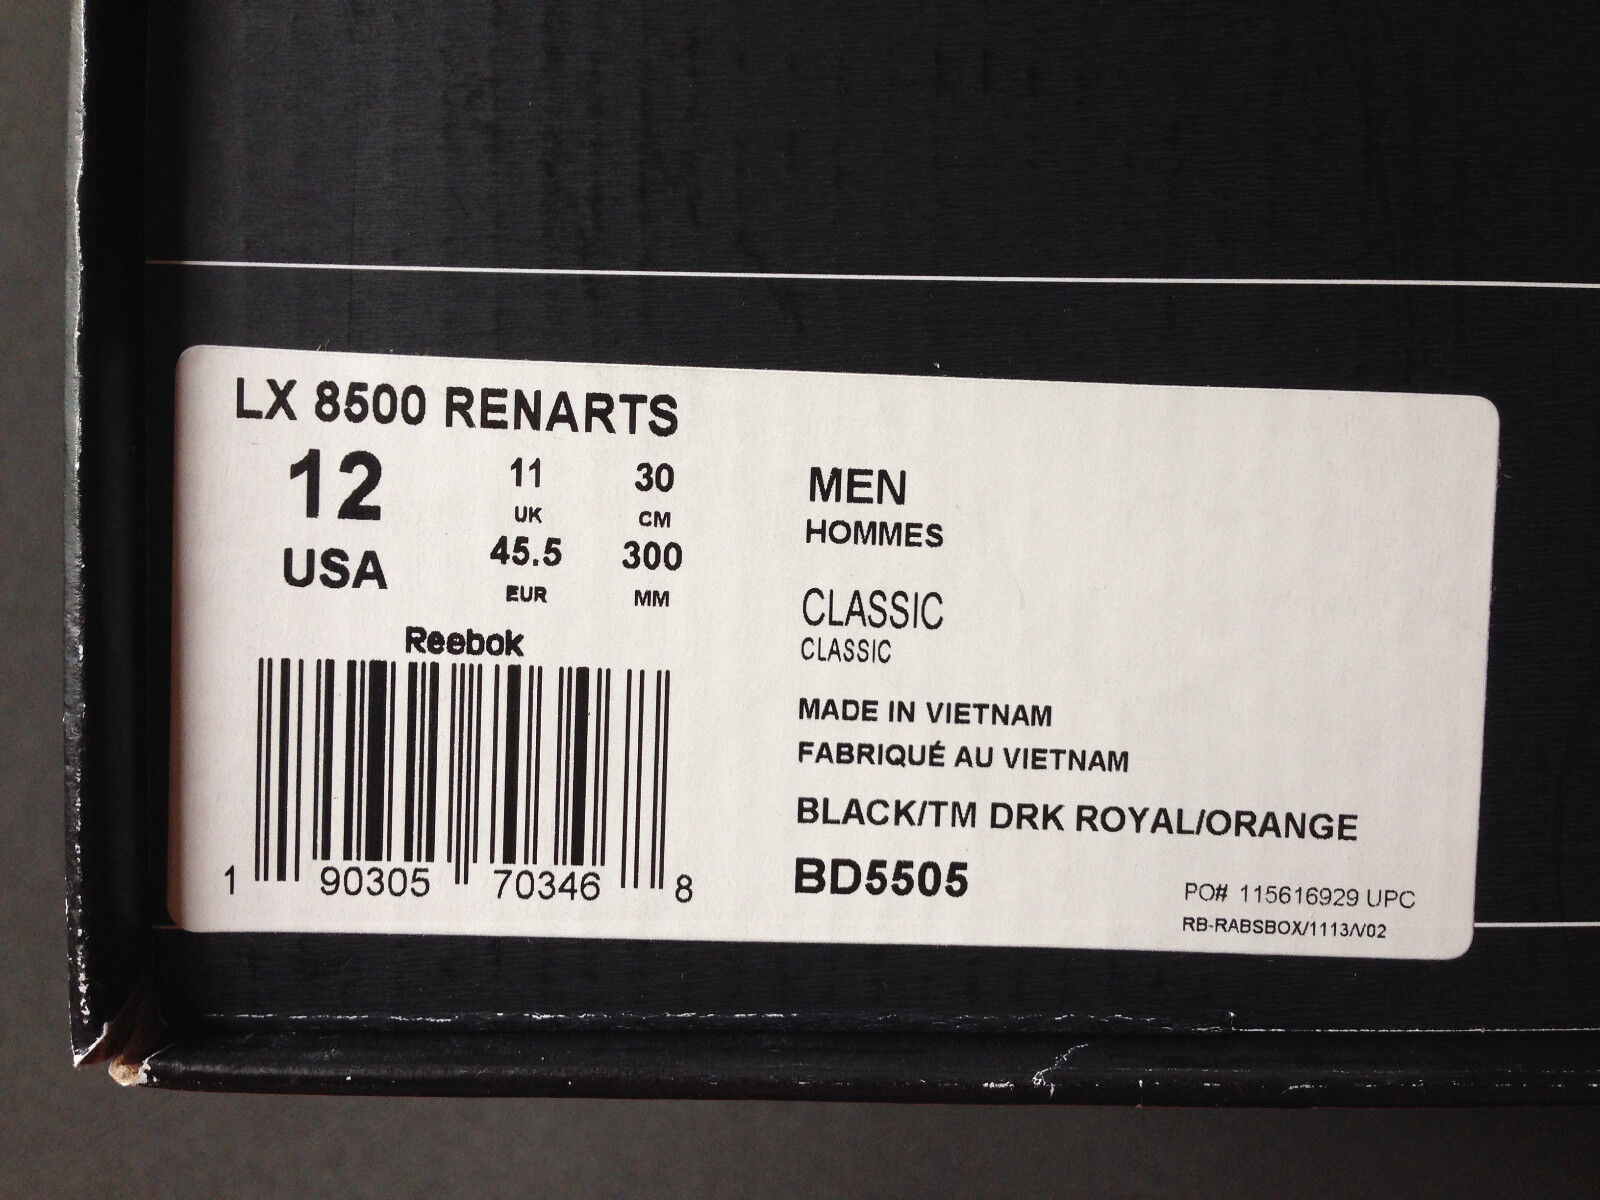 LX 8500 RENARTS
12 11 30
UK CM
USA 45.5 300
EUR MM
Reebok
1 90305 70346 8
MEN
HOMMES
CLASSIC
CLASSIC
MADE IN VIETNAM
FABRIQUÉ AU VIETNAM
BLACK/TM DRK ROYAL/ORANGE
BD5505
PO# 115616929 UPC
RB-RABSBOX/1113/V02